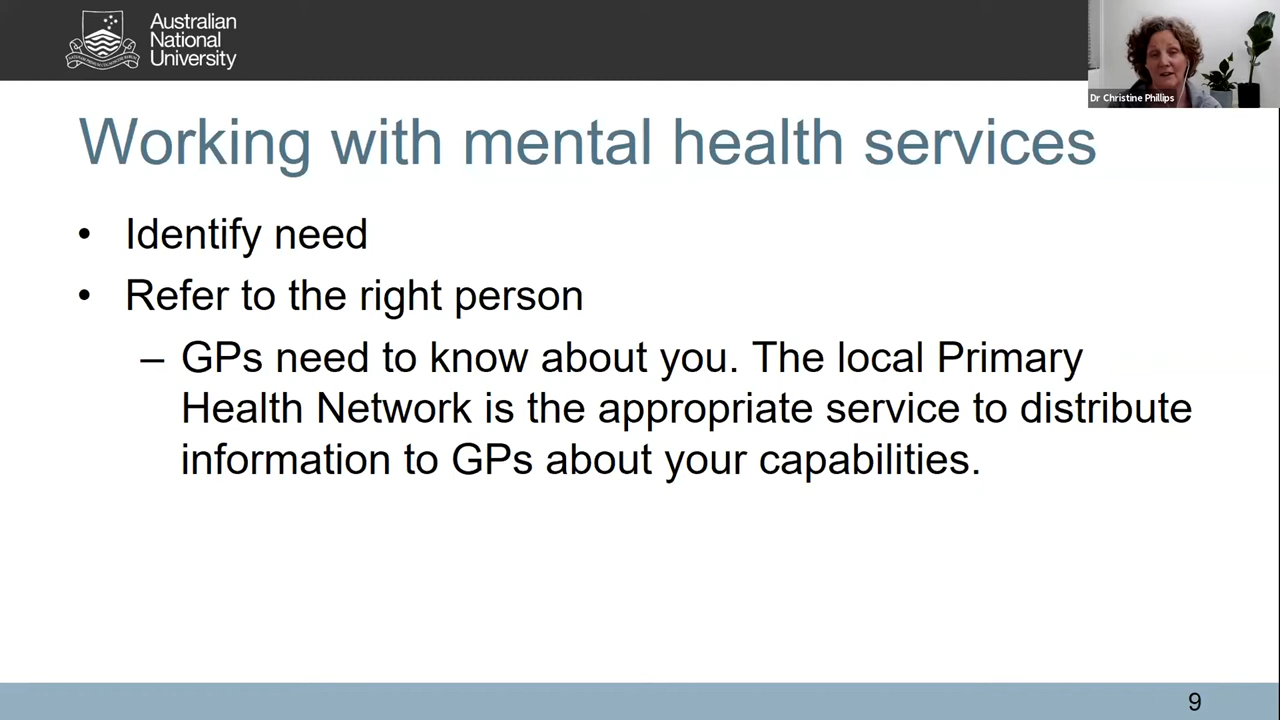 Australian
National
University
Dr Christine Phillips
Working with mental health services
• Identify need
• Refer to the right person
– GPs need to know about you. The local Primary
Health Network is the appropriate service to distribute
information to GPs about your capabilities.
9